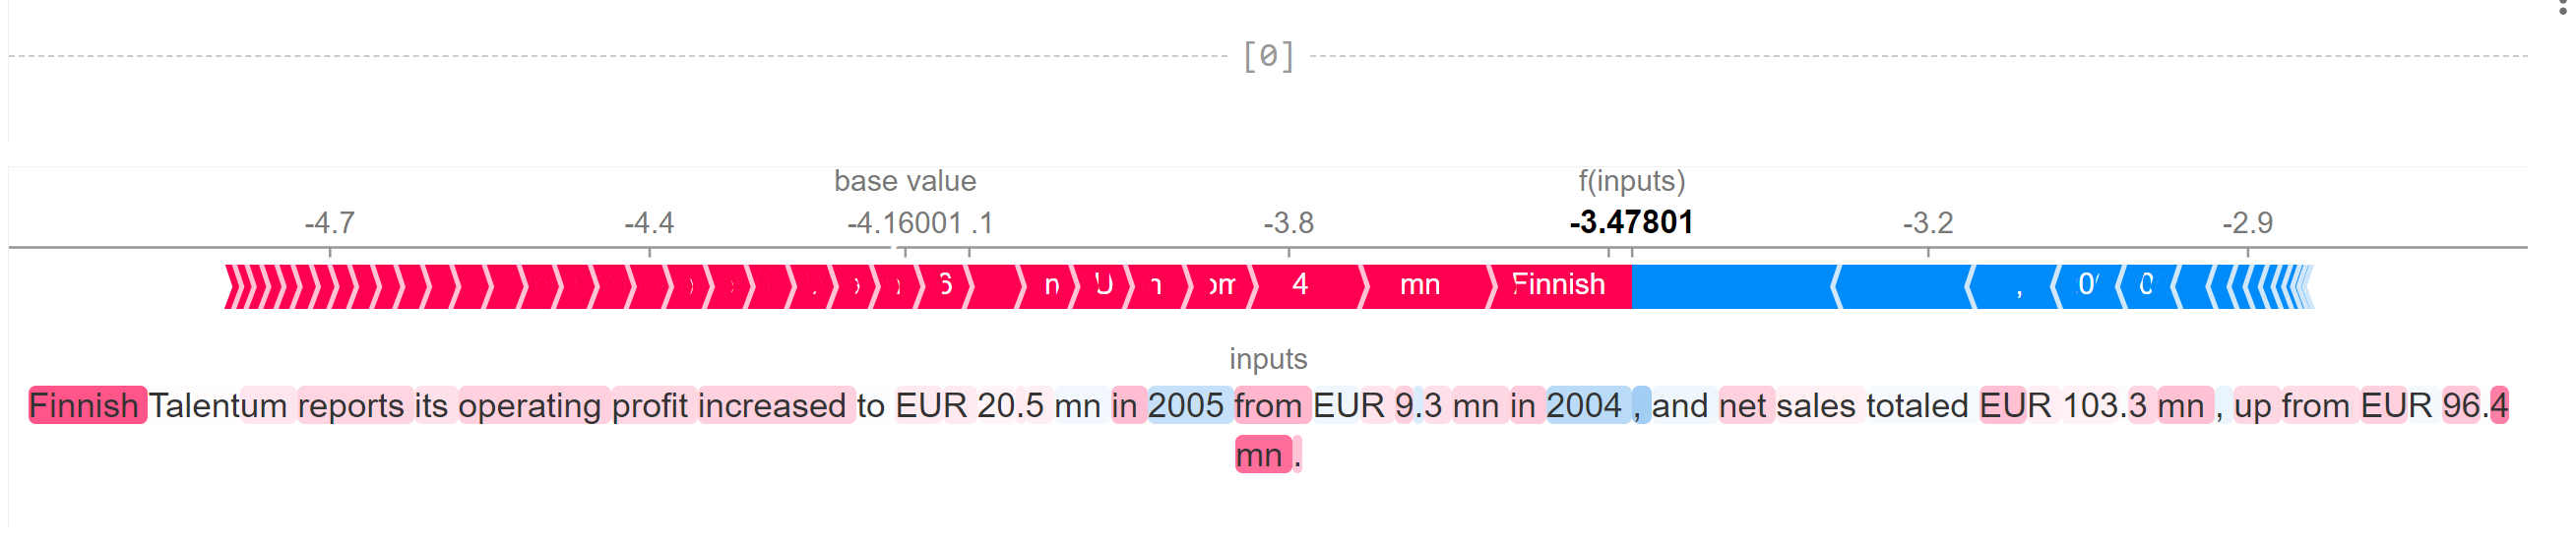 [0]
base value f(inputs)
-4.7 -4.4 -4.16001 .1 -3.8 -3.47801 -3.2 -2.9
6 4 mn Finnish , 0 0
inputs
Finnish Talentum reports its operating profit increased to EUR 20.5 mn in 2005 from EUR 9.3 mn in 2004 , and net sales totaled EUR 103.3 mn , up from EUR 96.4
mn .